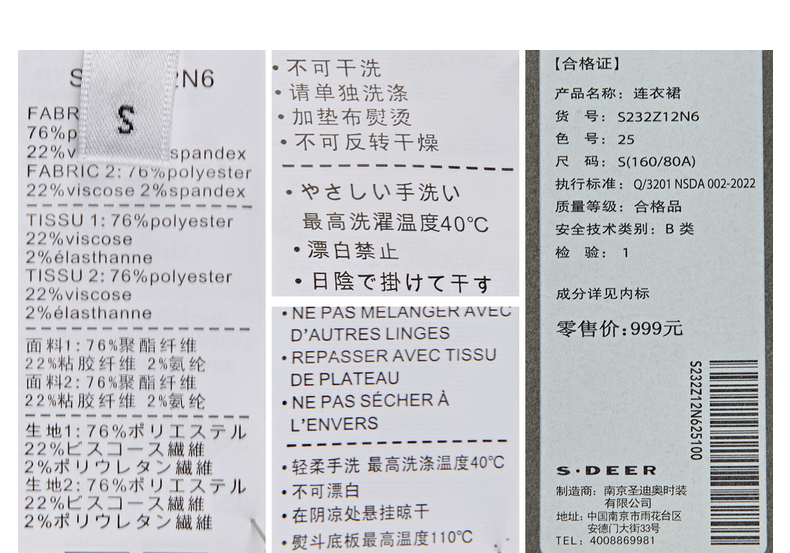 S
2N6
S
FABR
76%p
22%v
spandex
FABRIC 2: 76%polyester
22%viscose 2%spandex
TISSU 1: 76%polyester
22%viscose
2%élasthanne
TISSU 2: 76%polyester
22%viscose
2%élasthanne
面料1: 76%聚酯纤维
22%粘胶纤维 2%氨纶
面料2: 76%聚酯纤维
22%粘胶纤维 2%氨纶
生地1: 76%ポリエステル
22%ビスコース繊維
2%ポリウレタン繊維
生地2: 76%ポリエステル
22%ビスコース繊維
2%ポリウレタン繊維
• 不可干洗
• 请单独洗涤
• 加垫布熨烫
• 不可反转干燥
• やさしい手洗い
最高洗濯温度40℃
• 漂白禁止
• 日陰で掛けて干す
• NE PAS MELANGER AVEC
D'AUTRES LINGES
• REPASSER AVEC TISSU
DE PLATEAU
• NE PAS SÉCHER À
L'ENVERS
• 轻柔手洗 最高洗涤温度40℃
• 不可漂白
• 在阴凉处悬挂晾干
• 熨斗底板最高温度110℃
【合格证】
产品名称: 连衣裙
货 号: S232Z12N6
色 号: 25
尺 码: S(160/80A)
执行标准: Q/3201 NSDA 002-2022
质量等级: 合格品
安全技术类别: B 类
检 验: 1
成分详见内标
零售价: 999元
S232Z12N625100
S·DEER
制造商: 南京圣迪奥时装
有限公司
地址: 中国南京市雨花台区
安德门大街33号
TEL: 4008869981